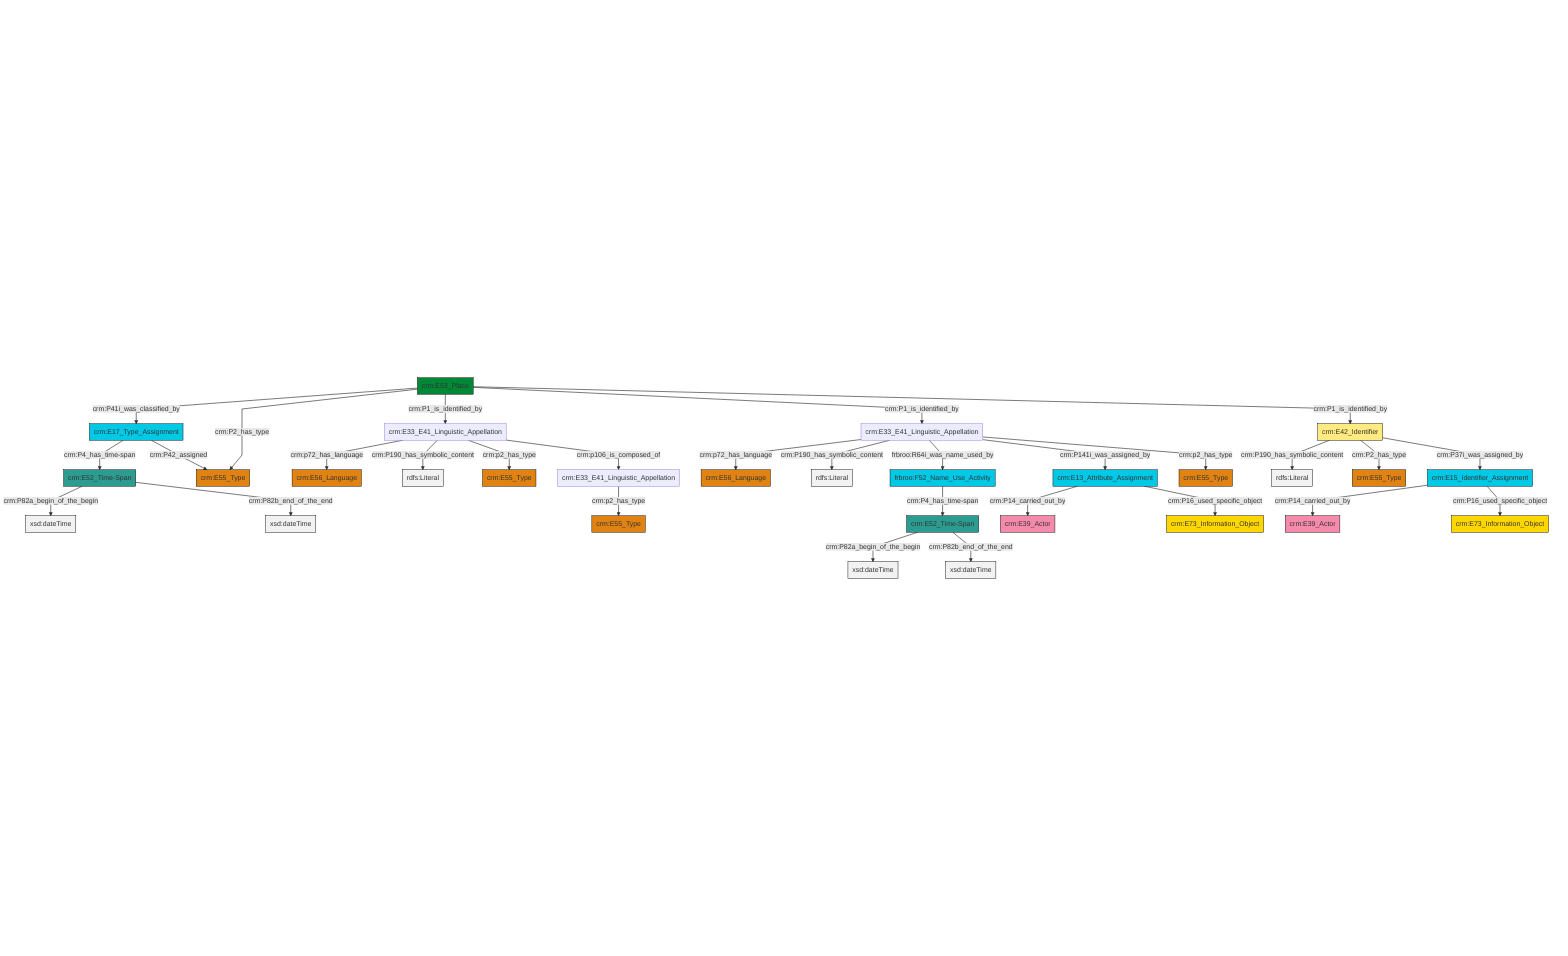 crm:E53_Place
crm:P41i_was_classified_by
crm:P1_is_identified_by
crm:P1_is_identified_by
crm:P1_is_identified_by
crm:P2_has_type
crm:E17_Type_Assignment
crm:E33_E41_Linguistic_Appellation
crm:E33_E41_Linguistic_Appellation
crm:E42_Identifier
crm:P4_has_time-span
crm:P42_assigned
crm:p72_has_language
crm:P190_has_symbolic_content
crm:p2_has_type
crm:p106_is_composed_of
crm:p72_has_language
crm:P190_has_symbolic_content
frbroo:R64i_was_name_used_by
crm:P141i_was_assigned_by
crm:p2_has_type
crm:P190_has_symbolic_content
crm:P2_has_type
crm:P37i_was_assigned_by
crm:E52_Time-Span
crm:E55_Type
crm:E56_Language
rdfs:Literal
crm:E55_Type
crm:E33_E41_Linguistic_Appellation
crm:E56_Language
rdfs:Literal
frbroo:F52_Name_Use_Activity
crm:E13_Attribute_Assignment
crm:E55_Type
rdfs:Literal
crm:E55_Type
crm:E15_Identifier_Assignment
crm:P82a_begin_of_the_begin
crm:P82b_end_of_the_end
crm:p2_has_type
crm:P4_has_time-span
crm:P14_carried_out_by
crm:P16_used_specific_object
crm:P14_carried_out_by
crm:P16_used_specific_object
xsd:dateTime
xsd:dateTime
crm:E55_Type
crm:E52_Time-Span
crm:E39_Actor
crm:E73_Information_Object
crm:E39_Actor
crm:E73_Information_Object
crm:P82a_begin_of_the_begin
crm:P82b_end_of_the_end
xsd:dateTime
xsd:dateTime